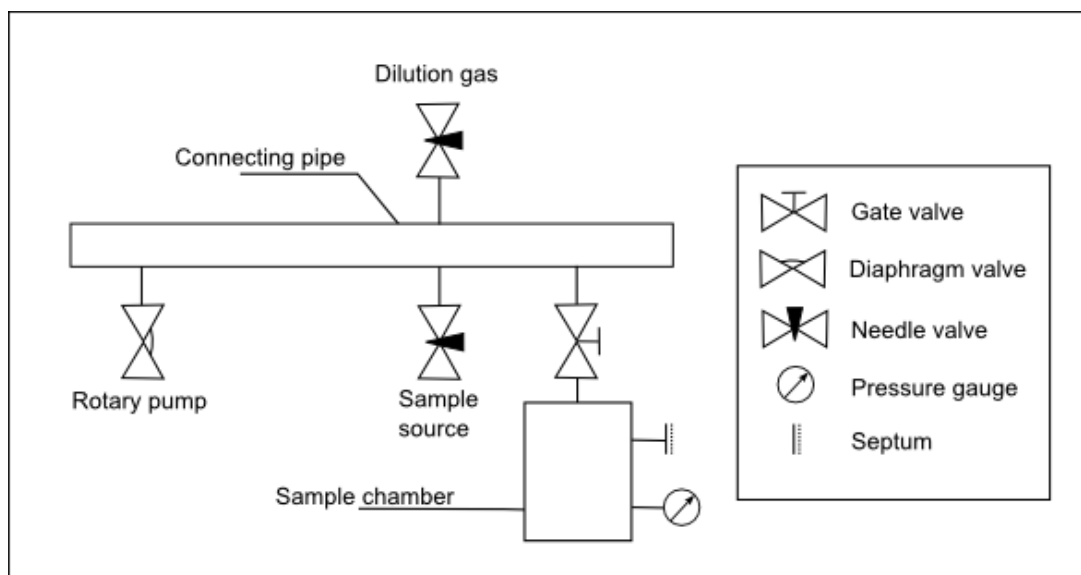 Dilution gas
Connecting pipe
Rotary pump
Sample
source
Sample chamber
Gate valve
Diaphragm valve
Needle valve
Pressure gauge
Septum